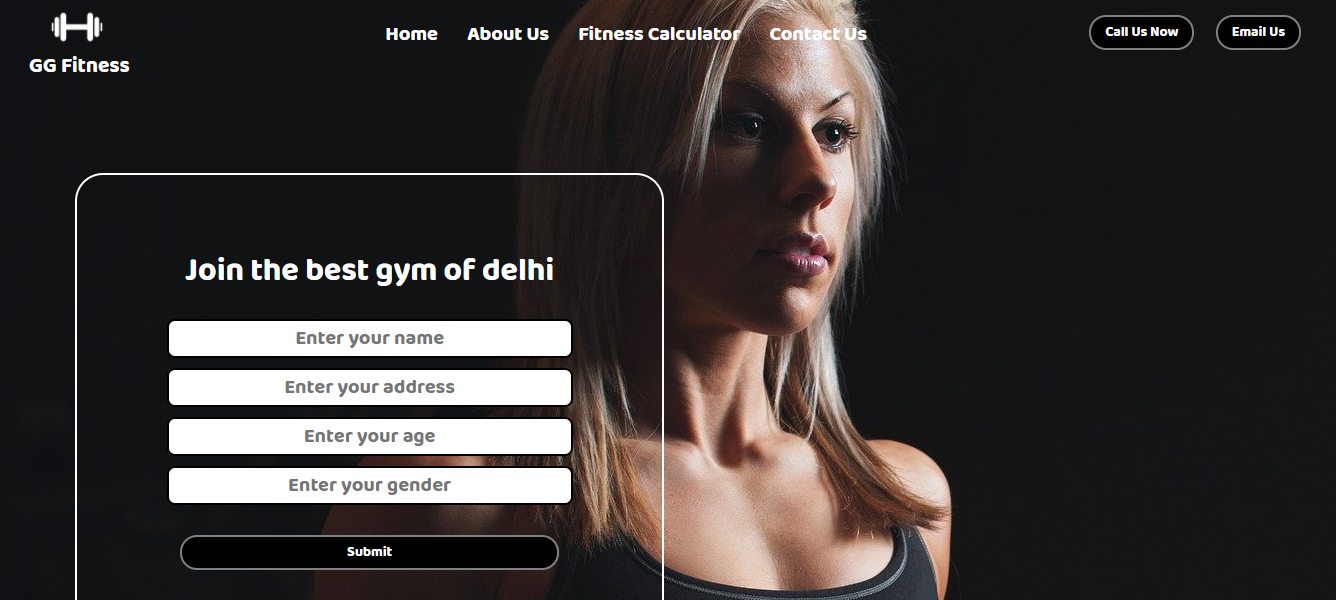 GG Fitness
Home
About Us
Fitness Calculator
Contact Us
Call Us Now
Email Us
Join the best gym of delhi
Enter your name
Enter your address
Enter your age
Enter your gender
Submit